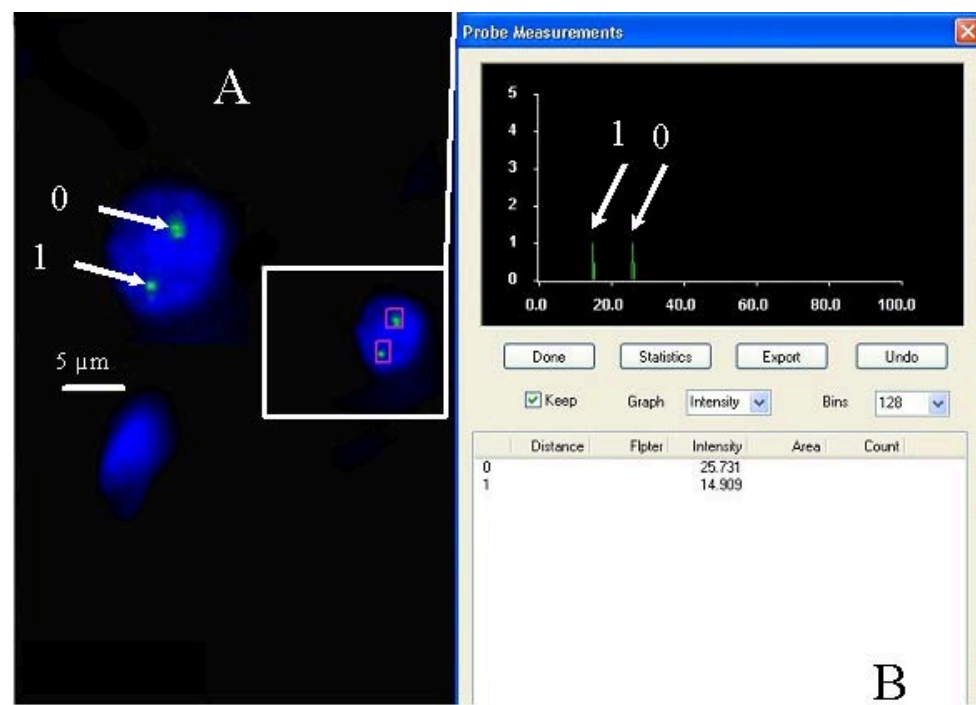 A
0
1
5 µm
Probe Measurements
5
4
3
2
1
0
1 0
0.0 20.0 40.0 60.0 80.0 100.0
Done Statistics Export Undo
Keep Graph Intensity Bins 128
Distance Flpter Intensity Area Count
0 25.731
1 14.909
B